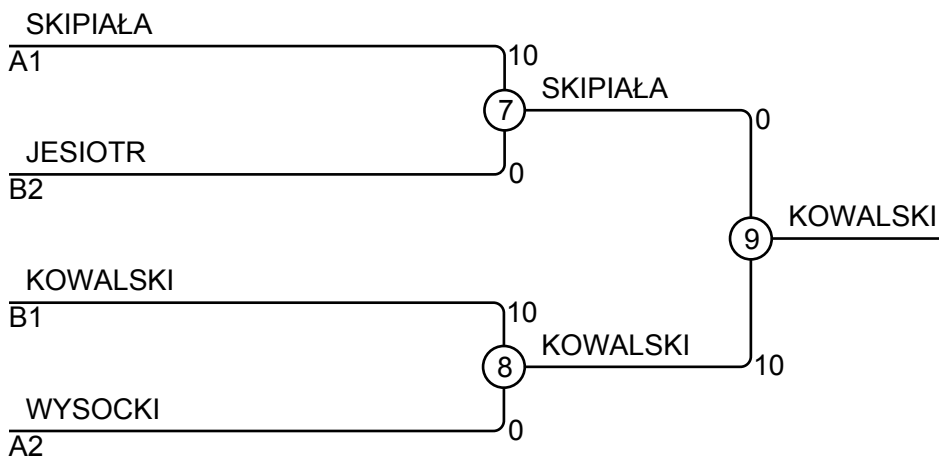 SKIPIAŁA
A1
10
7
SKIPIAŁA
0
JESIOTR
B2
0
9
KOWALSKI
KOWALSKI
B1
10
8
KOWALSKI
10
WYSOCKI
A2
0